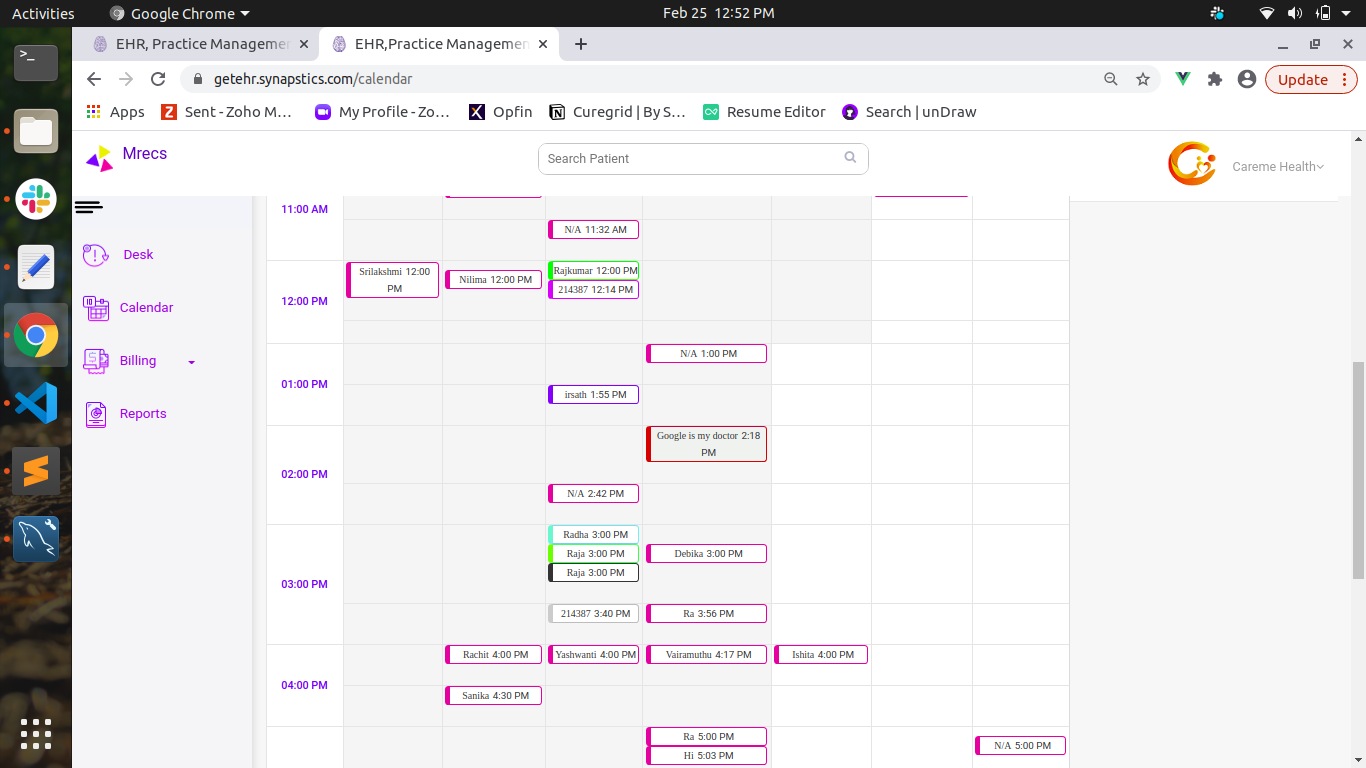 Activities
Google Chrome
Feb 25 12:52 PM
EHR, Practice Managemen
EHR,Practice Managemen
getehr.synapstics.com/calendar
Update
Apps
Sent - Zoho M...
My Profile - Zo...
Opfin
Curegrid | By S...
Resume Editor
Search | unDraw
Mrecs
Search Patient
Careme Health
Desk
Calendar
Billing
Reports
11:00 AM
N/A 11:32 AM
12:00 PM
Srilakshmi 12:00
PM
Nilima 12:00 PM
Rajkumar 12:00 PM
214387 12:14 PM
01:00 PM
N/A 1:00 PM
irsath 1:55 PM
02:00 PM
Google is my doctor 2:18
PM
N/A 2:42 PM
03:00 PM
Radha 3:00 PM
Raja 3:00 PM
Debika 3:00 PM
Raja 3:00 PM
214387 3:40 PM
Ra 3:56 PM
04:00 PM
Rachit 4:00 PM
Yashwanti 4:00 PM
Vairamuthu 4:17 PM
Ishita 4:00 PM
Sanika 4:30 PM
Ra 5:00 PM
Hi 5:03 PM
N/A 5:00 PM